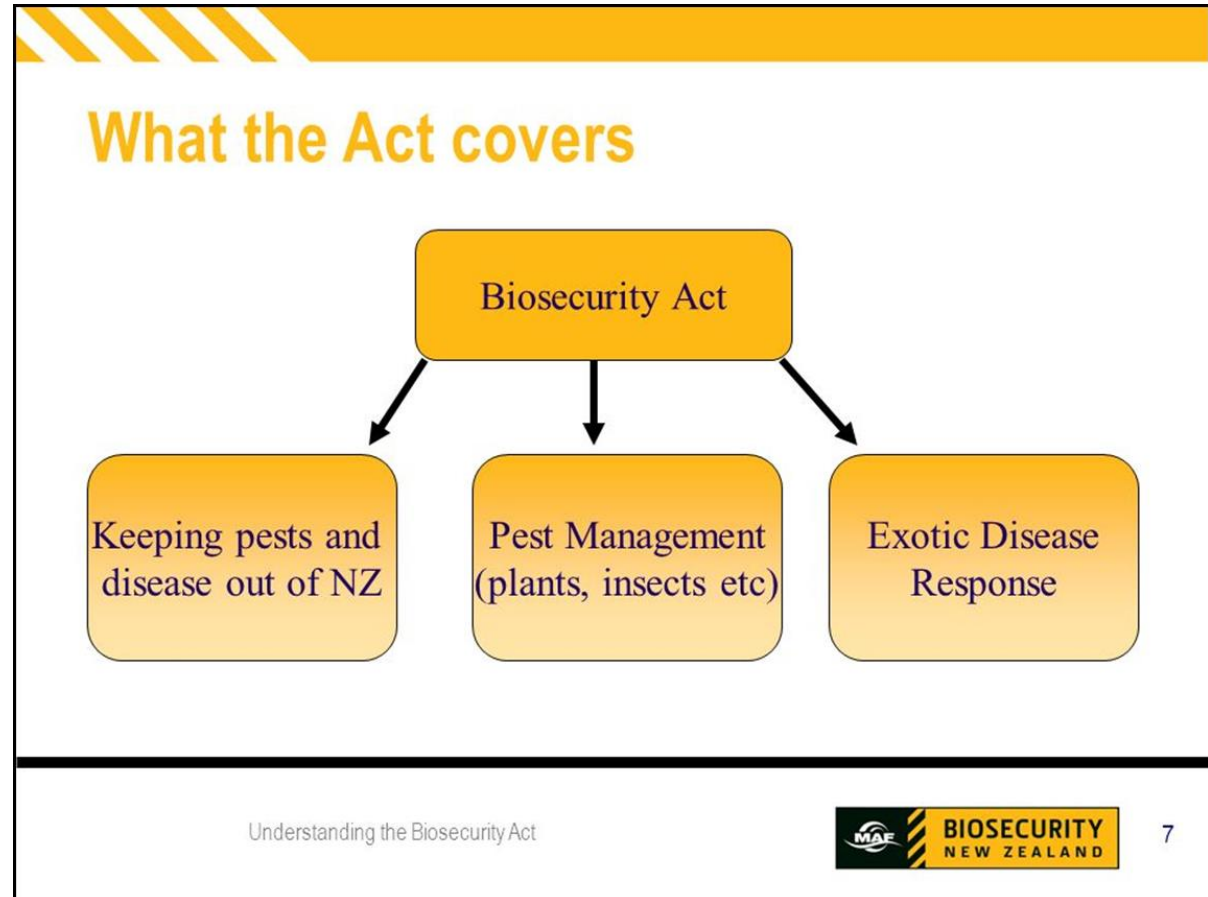 What the Act covers
Biosecurity Act
Keeping pests and
disease out of NZ
Pest Management
(plants, insects etc)
Exotic Disease
Response
Understanding the Biosecurity Act
MAF
BIOSECURITY
NEW ZEALAND
7